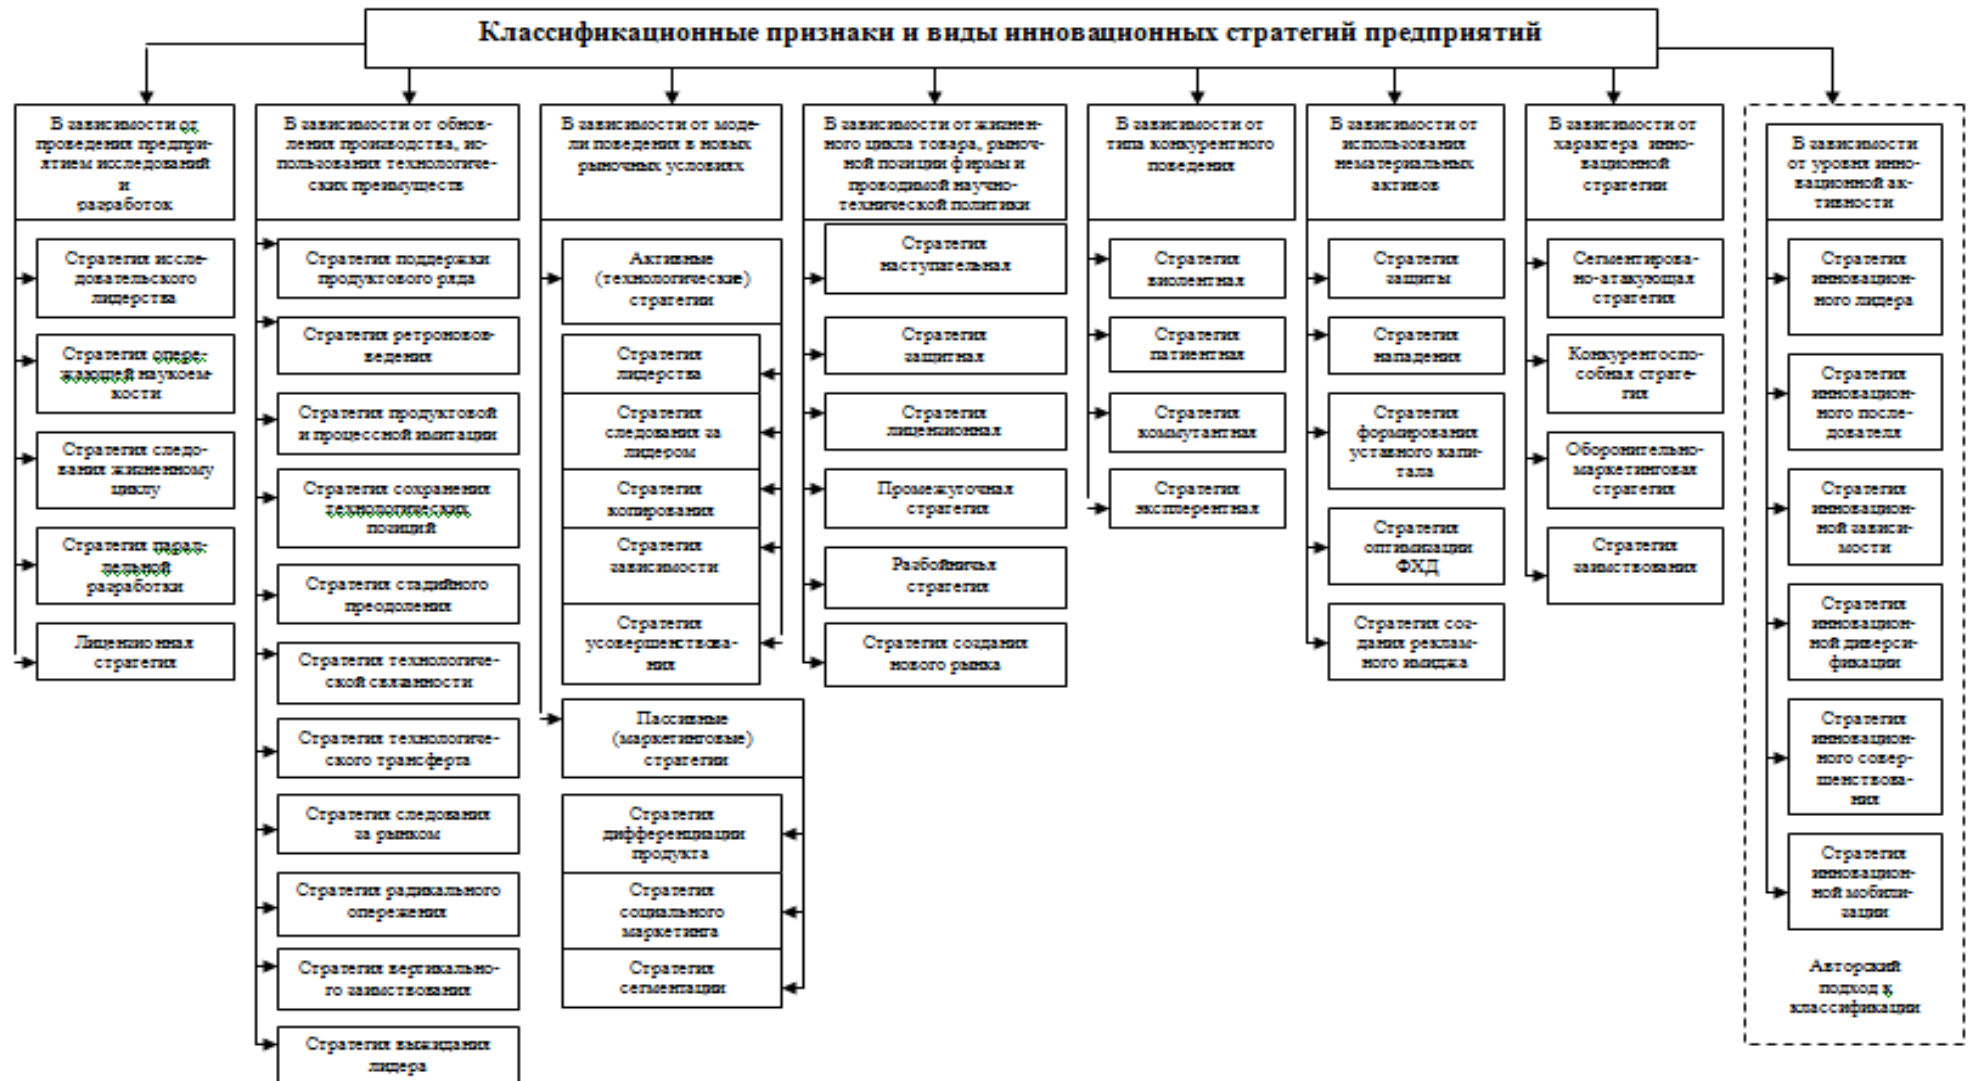 Классификационные признаки и виды инновационных стратегий предприятий
В зависимости от
проведения предпри-
ятием исследований
и
разработок
Стратегия иссле-
довательского
лидерства
Стратегия опере-
жающей наукоем-
кости
Стратегия следо-
вания жизненному
циклу
Стратегия парал-
лельной
разработки
Лицензионная
стратегия
В зависимости от обнов-
ления производства, ис-
пользования технологиче-
ских преимуществ
Стратегия поддержки
продуктового ряда
Стратегия ретроновов-
ведения
Стратегия продуктовой
и процессной имитации
Стратегия сохранения
технологических
позиций
Стратегия стадийного
преодоления
Стратегия технологиче-
ской связанности
Стратегия технологиче-
ского трансферта
Стратегия следования
за рынком
Стратегия радикального
опережения
Стратегия вертикально-
го заимствования
Стратегия выжидания
лидера
В зависимости от моде-
ли поведения в новых
рыночных условиях
Активные
(технологические)
стратегии
Стратегия
лидерства
Стратегия
следования за
лидером
Стратегия
копирования
Стратегия
зависимости
Стратегия
усовершенствова-
ния
Пассивные
(маркетинговые)
стратегии
Стратегия
дифференциации
продукта
Стратегия
социального
маркетинга
Стратегия
сегментации
В зависимости от жизнен-
ного цикла товара, рыноч-
ной позиции фирмы и
проводимой научно-
технической политики
Стратегия
наступательная
Стратегия
защитная
Стратегия
лицензионная
Промежуточная
стратегия
Разбойничья
стратегия
Стратегия создания
нового рынка
В зависимости от
типа конкурентного
поведения
Стратегия
виолентная
Стратегия
патиентная
Стратегия
коммутантная
Стратегия
эксплерентная
В зависимости от
использования
нематериальных
активов
Стратегия
защиты
Стратегия
нападения
Стратегия
формирования
уставного капи-
тала
Стратегия
оптимизации
ФХД
Стратегия соз-
дания реклам-
ного имиджа
В зависимости от
характера инно-
вационной
стратегии
Сегментирова-
но-атакующая
стратегия
Конкурентоспо-
собная страте-
гия
Оборонительно-
маркетинговая
стратегия
Стратегия
заимствования
В зависимости
от уровня инно-
вационной ак-
тивности
Стратегия
инновацион-
ного лидера
Стратегия
инновацион-
ного после-
дователя
Стратегия
инновацион-
ной зависи-
мости
Стратегия
инновацион-
ной диверси-
фикации
Стратегия
инновацион-
ного совер-
шенствова-
ния
Стратегия
инновацион-
ной мобили-
зации
Авторский
подход к
классификации